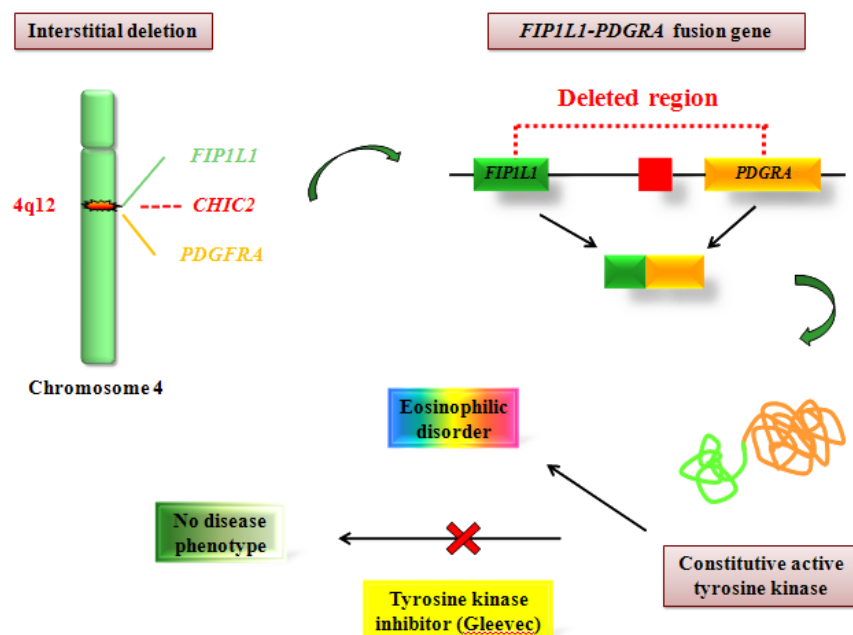 Interstitial deletion
FIP1L1-PDGRA fusion gene
Deleted region
FIP1L1
4q12
CHIC2
PDGFRA
Chromosome 4
FIP1L1
PDGRA
Eosinophilic
disorder
No disease
phenotype
Tyrosine kinase
inhibitor (Gleevec)
Constitutive active
tyrosine kinase